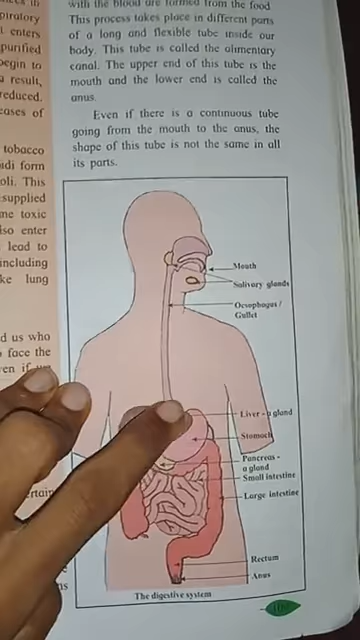 with the blood are formed from the food
This process takes place in different parts
of a long and flexible tube inside our
body. This tube is called the alimentary
canal. The upper end of this tube is the
mouth and the lower end is called the
anus.
Even if there is a continuous tube
going from the mouth to the anus, the
shape of this tube is not the same in all
its parts.
enters
purified
begin to
a result,
reduced.
tobacco
form
This
supplied
me toxic
lso enter
lead to
including
ke lung
d us who
face the
Mouth
Salivary glands
Oesophagus /
Gullet
Liver - a gland
Stomach
Pancreas -
a gland
Small intestine
Large intestine
Rectum
Anus
The digestive system